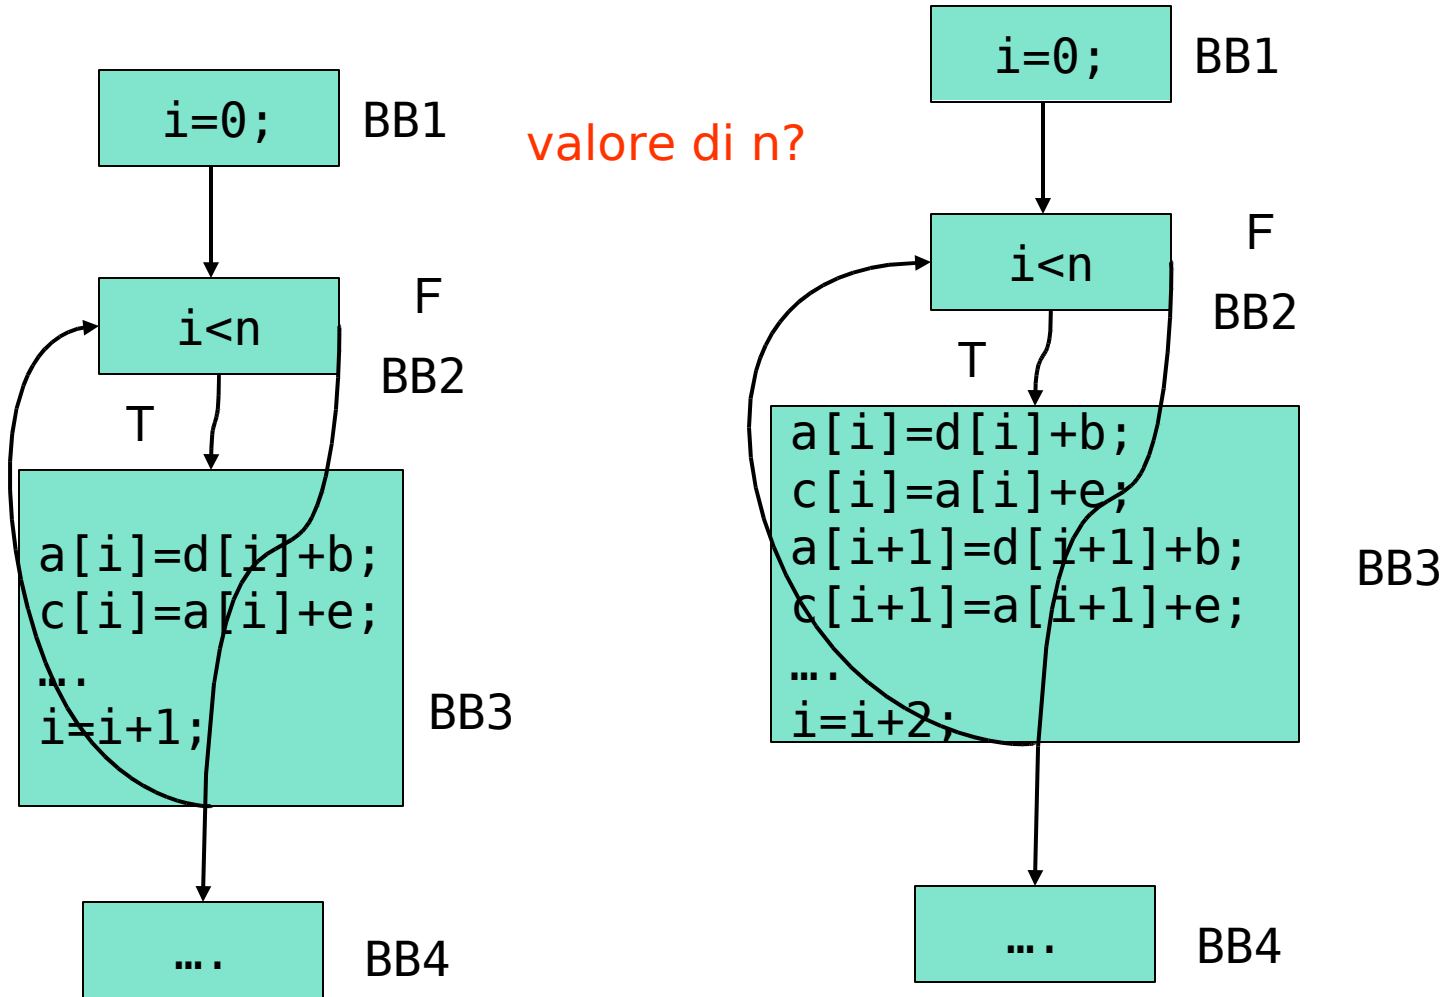 i=0;
BB1
i<n
F
BB2
T
a[i]=d[i]+b;
c[i]=a[i]+e;
….
i=i+1;
BB3
….
BB4
valore di n?
i=0;
BB1
i<n
F
BB2
T
a[i]=d[i]+b;
c[i]=a[i]+e;
a[i+1]=d[i+1]+b;
c[i+1]=a[i+1]+e;
….
i=i+2;
BB3
….
BB4